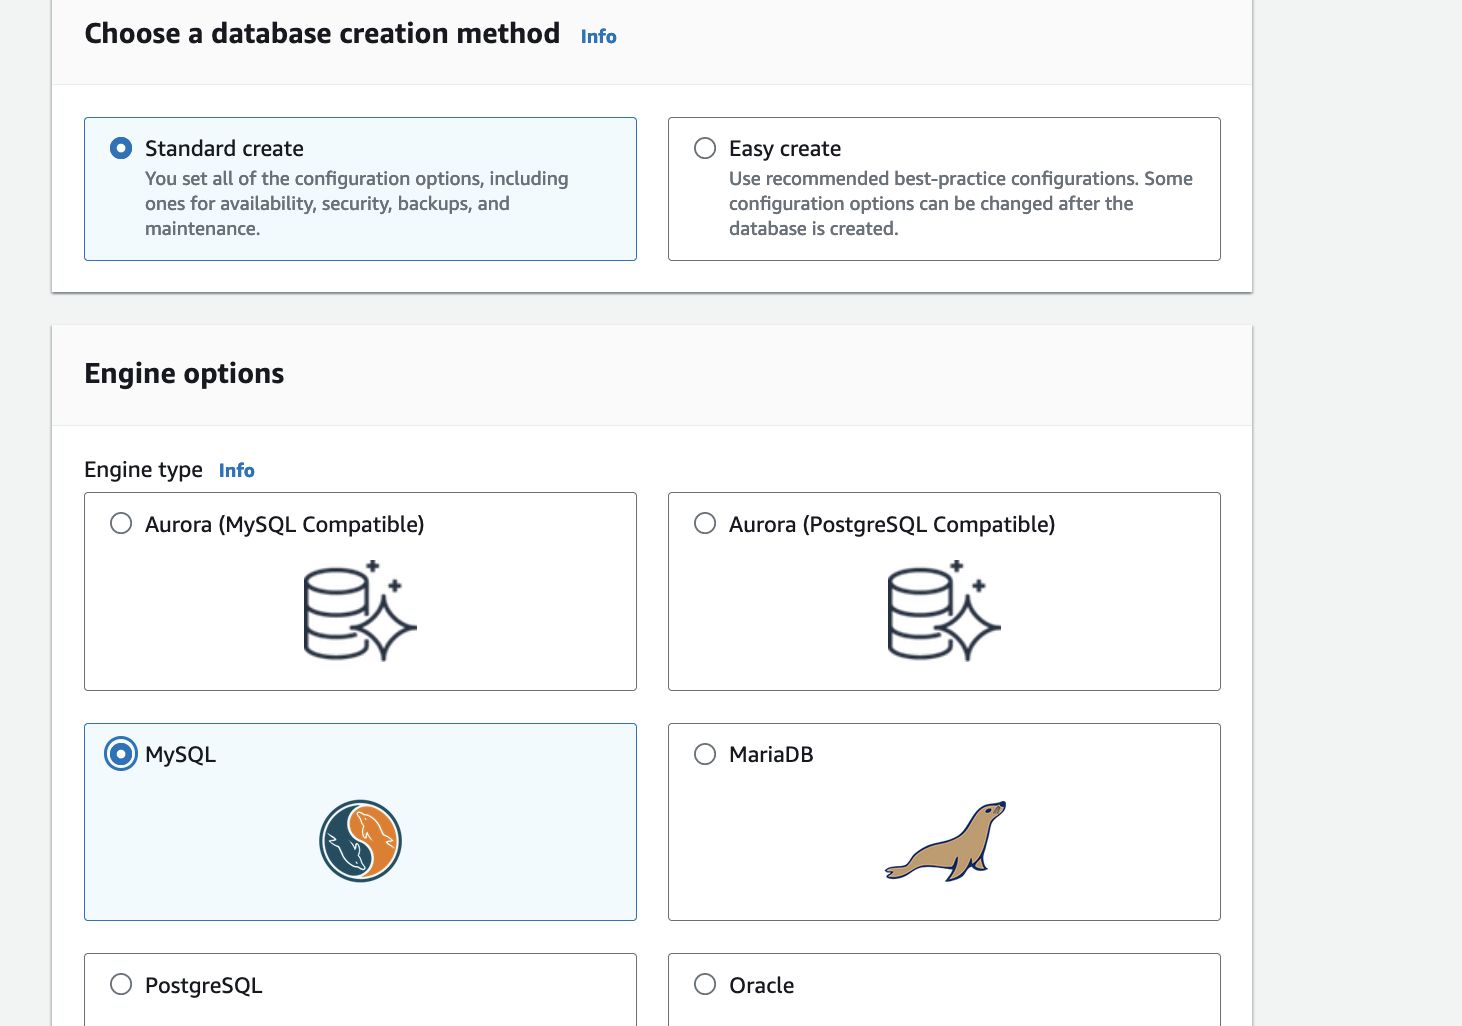 Choose a database creation method Info
Standard create
You set all of the configuration options, including
ones for availability, security, backups, and
maintenance.
Easy create
Use recommended best-practice configurations. Some
configuration options can be changed after the
database is created.
Engine options
Engine type Info
Aurora (MySQL Compatible)
Aurora (PostgreSQL Compatible)
MySQL
MariaDB
PostgreSQL
Oracle